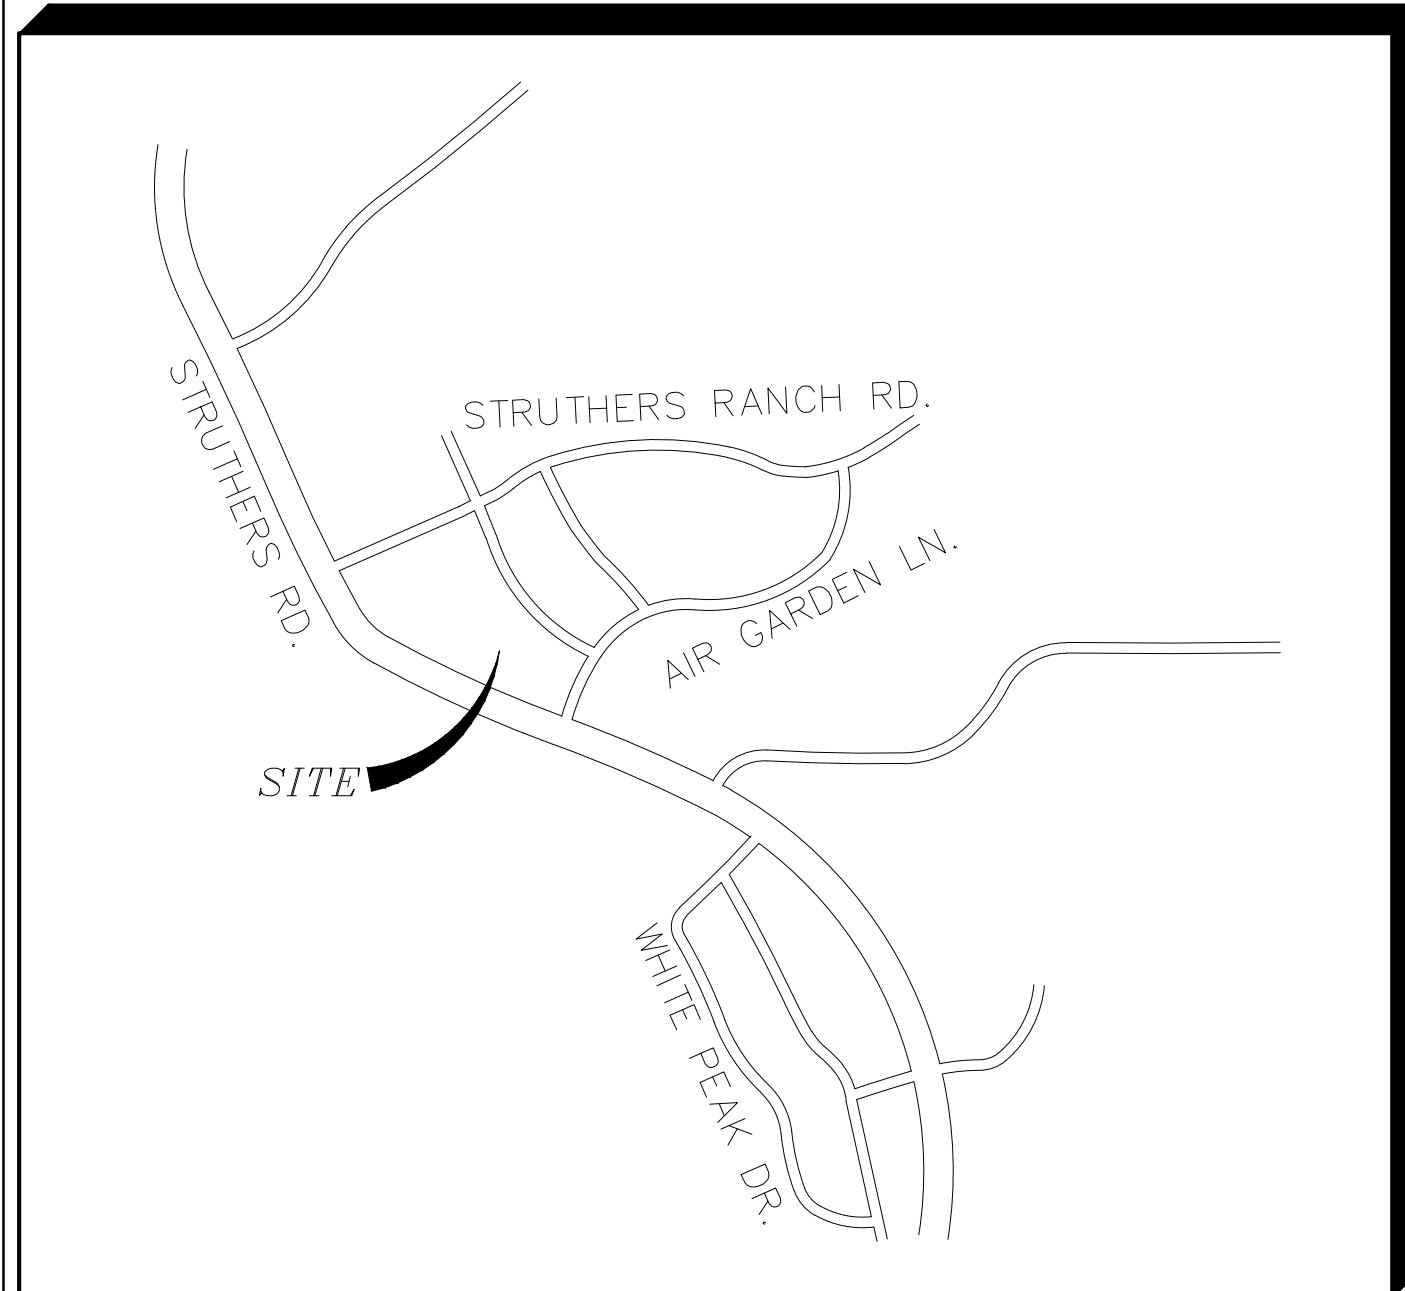 STRUTHERS RD.
STRUTHERS RANCH RD.
AIR GARDEN LN.
SITE
WHITE PEAK DR.